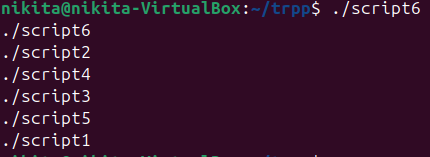 nikita@nikita-VirtualBox:~/trpp$ ./script6
./script6
./script2
./script4
./script3
./script5
./script1